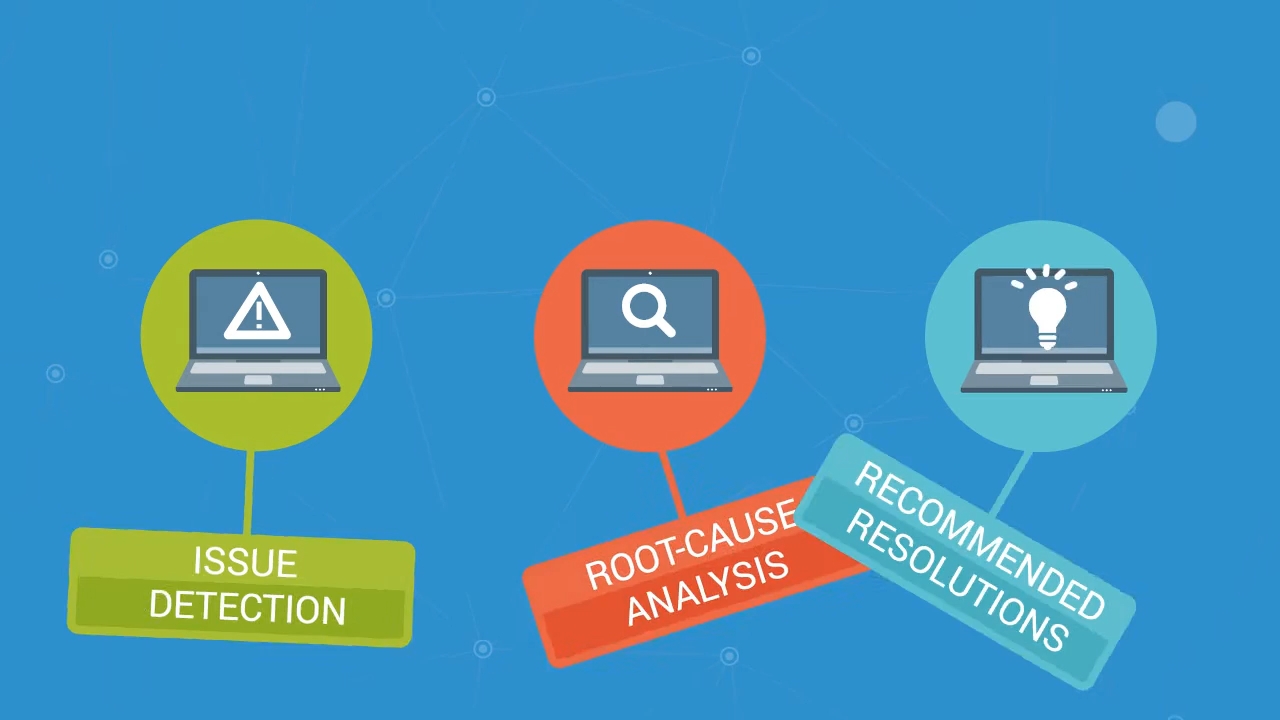 ISSUE
DETECTION
ROOT-CAUSE
ANALYSIS
RECOMMENDED
RESOLUTIONS